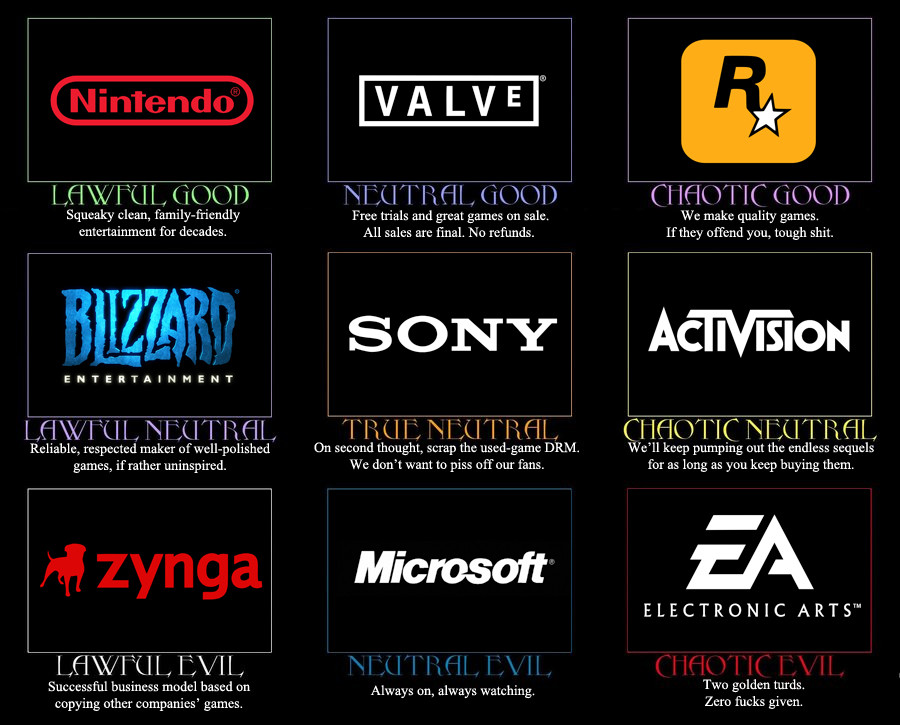 Nintendo®
LAWFUL GOOD
Squeaky clean, family-friendly
entertainment for decades.
VALVE®
NEUTRAL GOOD
Free trials and great games on sale.
All sales are final. No refunds.
R
CHAOTIC GOOD
We make quality games.
If they offend you, tough shit.
BLIZZARD®
ENTERTAINMENT
LAWFUL NEUTRAL
Reliable, respected maker of well-polished
games, if rather uninspired.
SONY
TRUE NEUTRAL
On second thought, scrap the used-game DRM.
We don’t want to piss off our fans.
ACTIVISION
CHAOTIC NEUTRAL
We’ll keep pumping out the endless sequels
for as long as you keep buying them.
zynga
LAWFUL EVIL
Successful business model based on
copying other companies’ games.
Microsoft®
NEUTRAL EVIL
Always on, always watching.
EA
ELECTRONIC ARTS™
CHAOTIC EVIL
Two golden turds.
Zero fucks given.